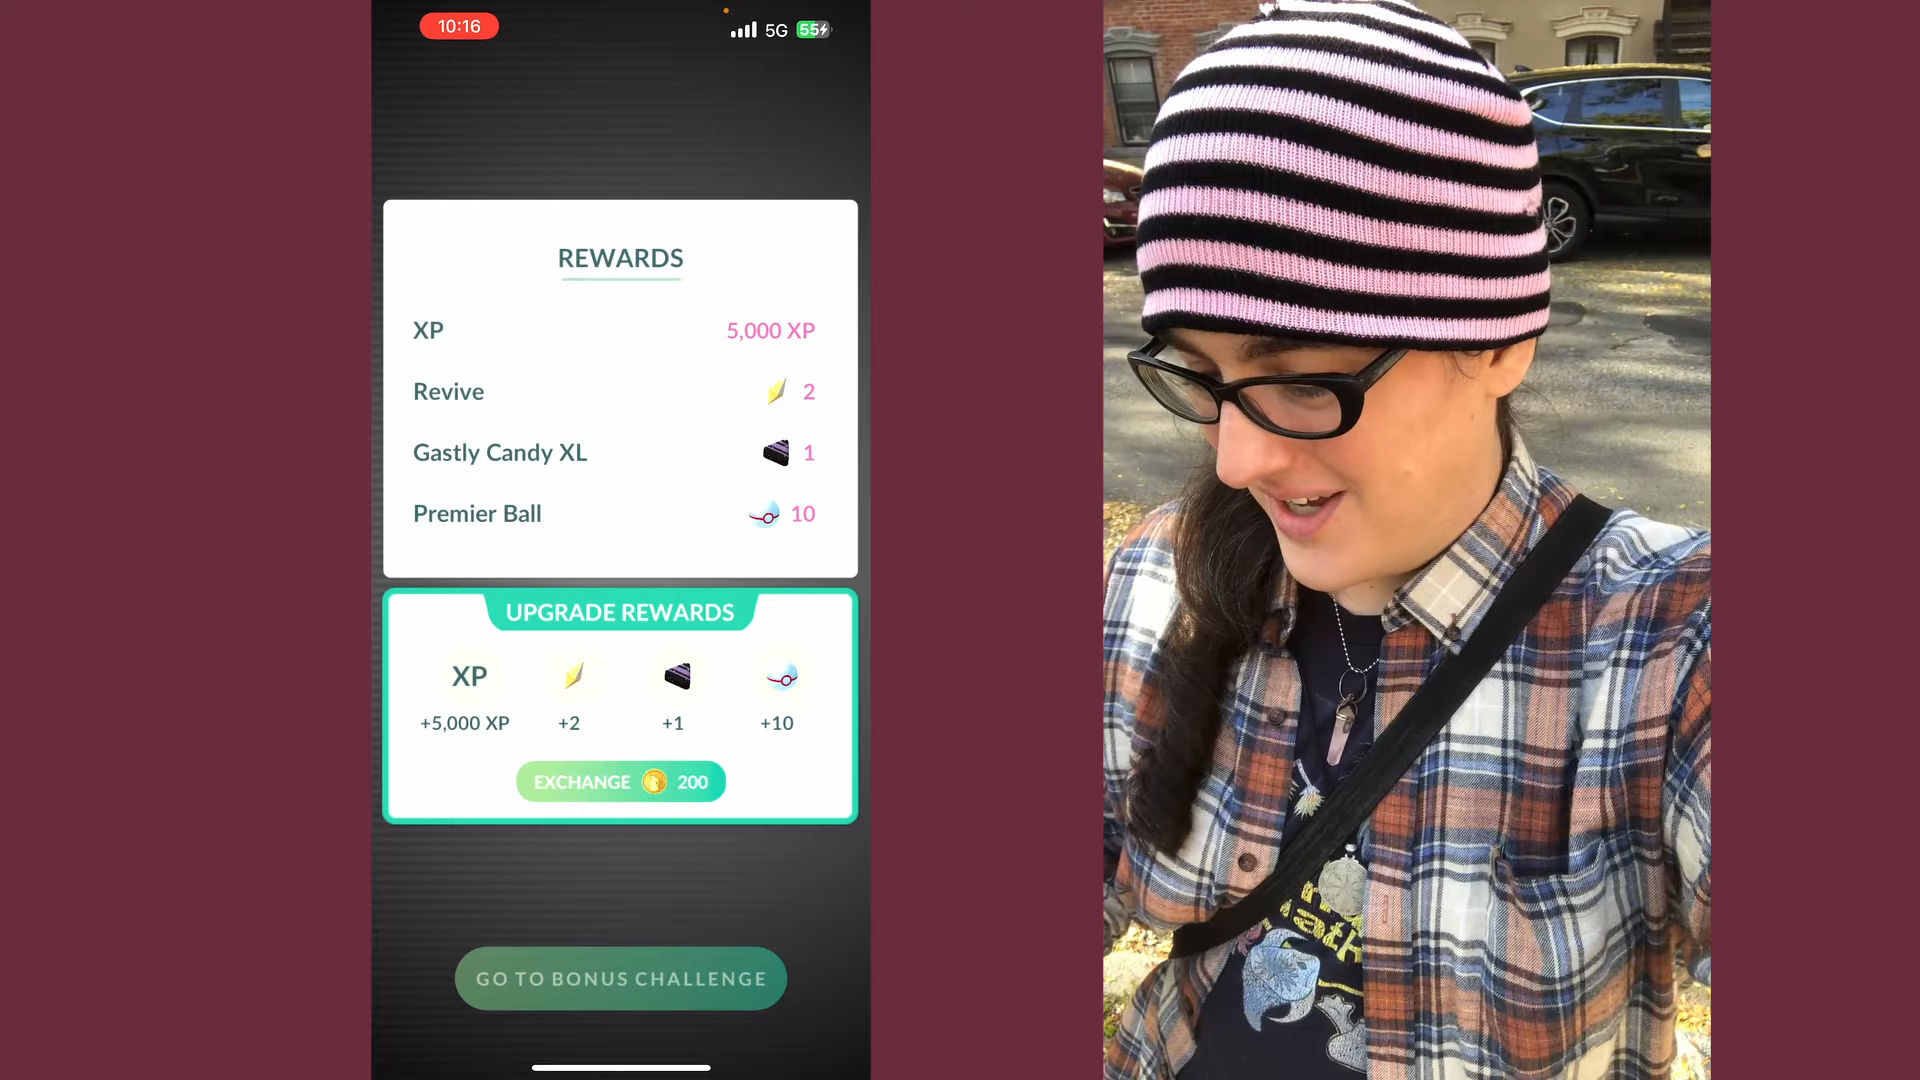 10:16
5G
55
REWARDS
XP 5,000 XP
Revive 2
Gastly Candy XL 1
Premier Ball 10
UPGRADE REWARDS
XP
+5,000 XP +2 +1 +10
EXCHANGE 200
GO TO BONUS CHALLENGE